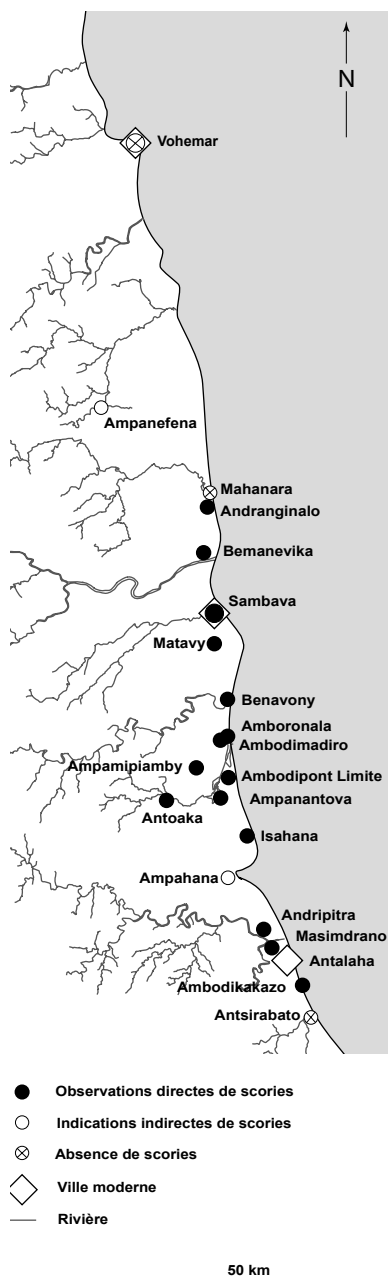 N
Vohemar
Ampanefena
Mahanara
Andranginalo
Bemanevika
Sambava
Matavy
Benavony
Amboronala
Ambodimadiro
Ampamipiamby
Ambodipont Limite
Ampanantova
Antoaka
Isahana
Ampahana
Andripitra
Masimdrano
Antalaha
Ambodikakazo
Antsirabato
Observations directes de scories
Indications indirectes de scories
Absence de scories
Ville moderne
Rivière
50 km